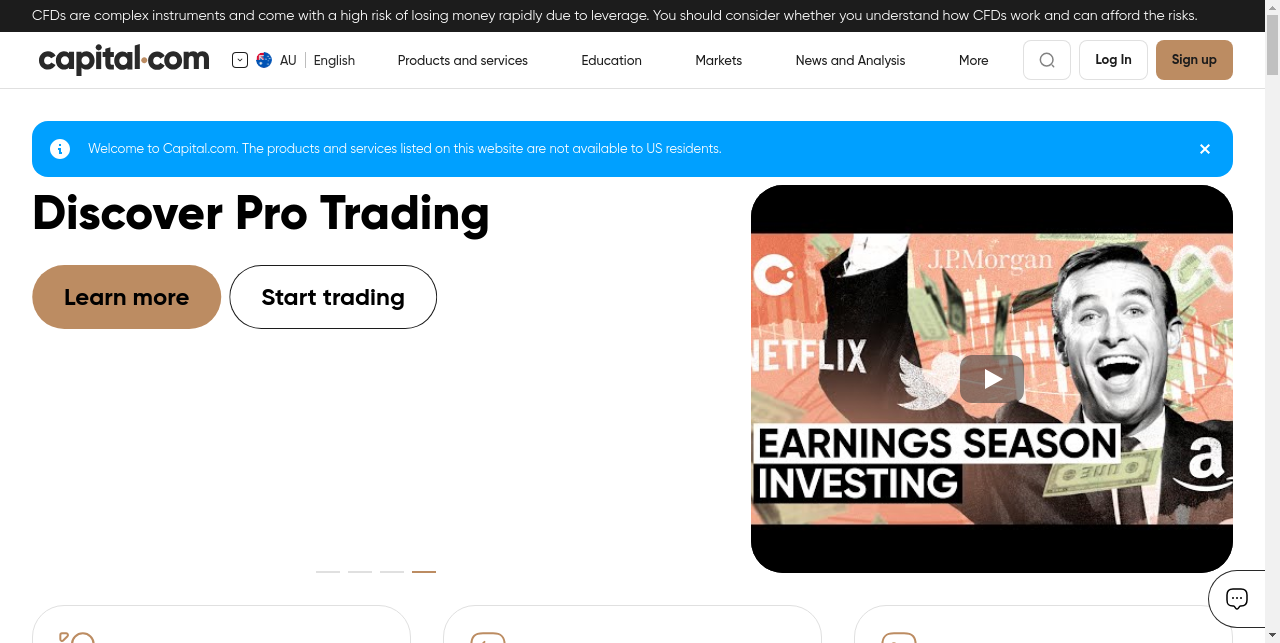 CFDs are complex instruments and come with a high risk of losing money rapidly due to leverage. You should consider whether you understand how CFDs work and can afford the risks.
capital.com
AU English Products and services Education Markets News and Analysis More Log In Sign up
Welcome to Capital.com. The products and services listed on this website are not available to US residents.
Discover Pro Trading
Learn more Start trading
J.P.Morgan
NETFLIX
EARNINGS SEASON
INVESTING